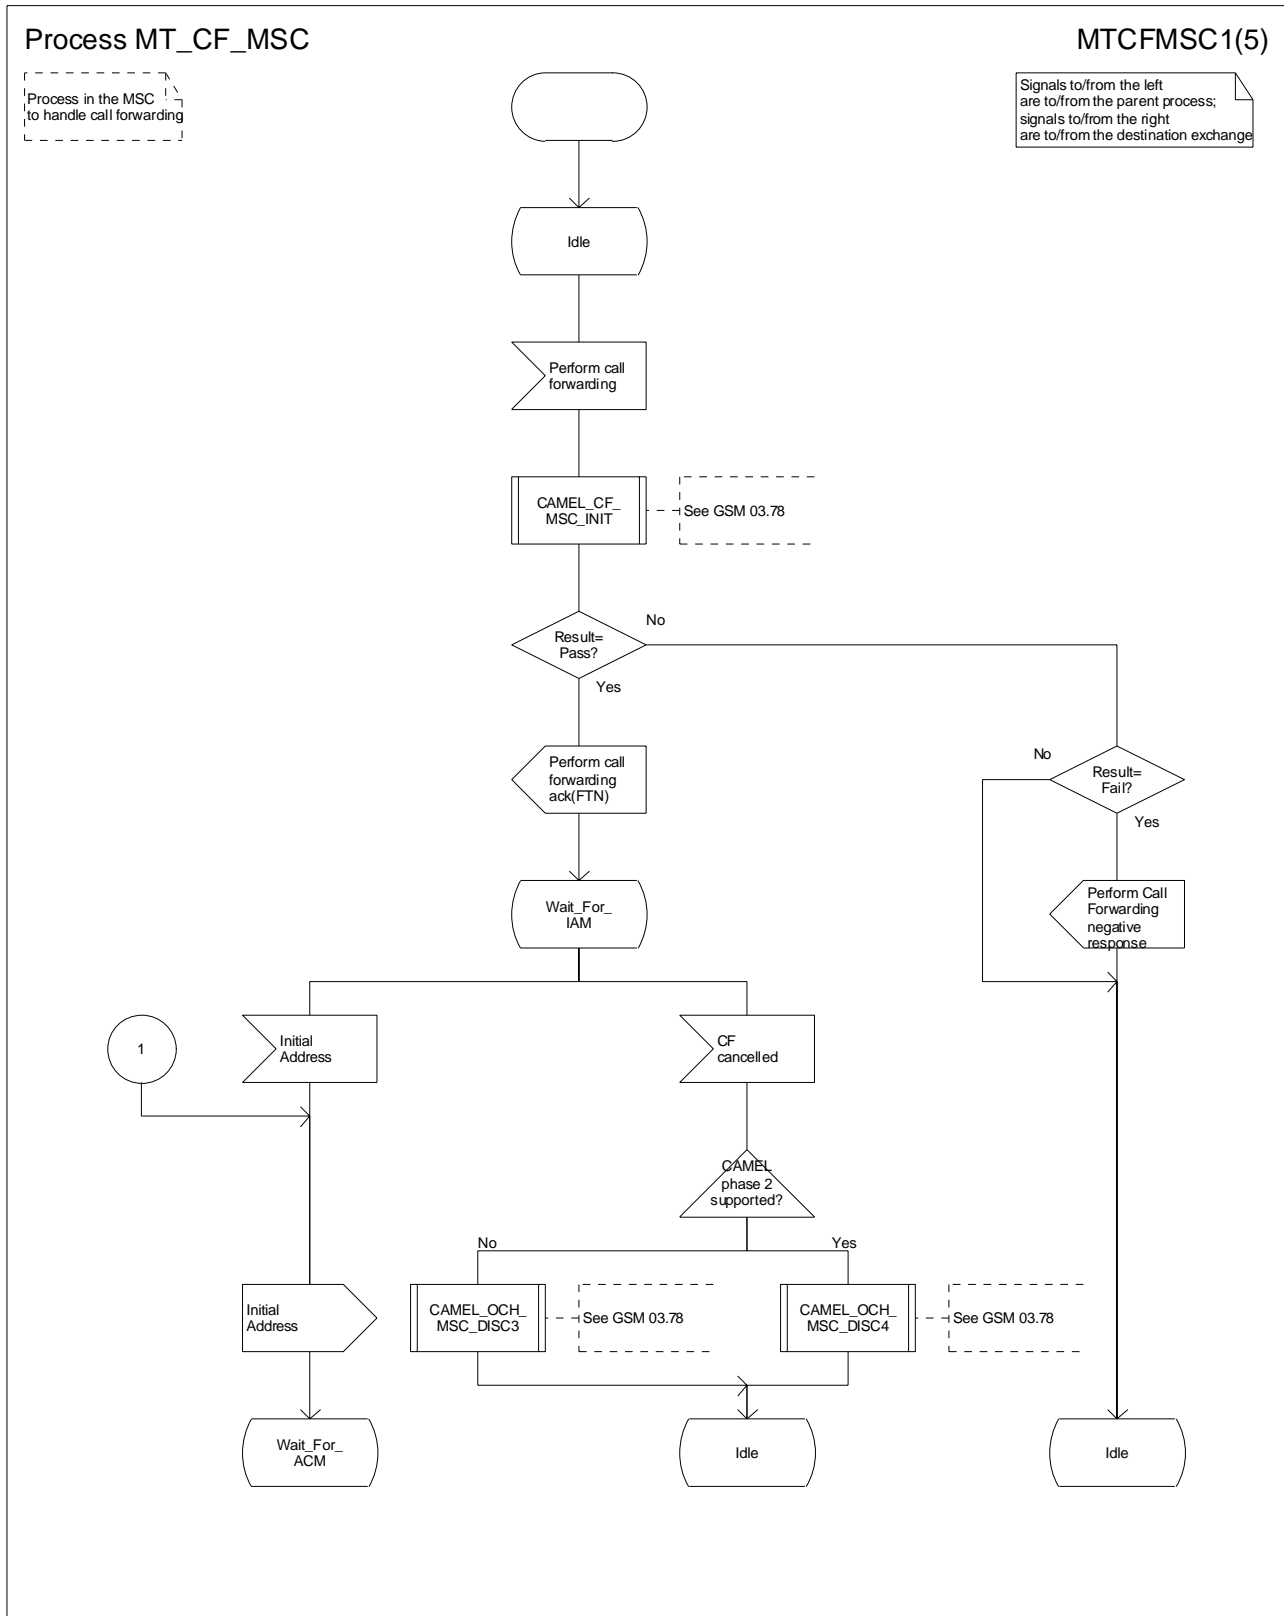 Process MT_CF_MSC
MTCFMSC1(5)
Process in the MSC
to handle call forwarding
Signals to/from the left
are to/from the parent process;
signals to/from the right
are to/from the destination exchange
Idle
Perform call
forwarding
CAMEL_CF_
MSC_INIT
See GSM 03.78
Result=
Pass?
No
Yes
Perform call
forwarding
ack(FTN)
No
Result=
Fail?
Yes
Wait_For_
IAM
Perform Call
Forwarding
negative
response
1
Initial
Address
CF
cancelled
CAMEL
phase 2
supported?
No
Yes
Initial
Address
CAMEL_OCH_
MSC_DISC3
See GSM 03.78
CAMEL_OCH_
MSC_DISC4
See GSM 03.78
Wait_For_
ACM
Idle
Idle